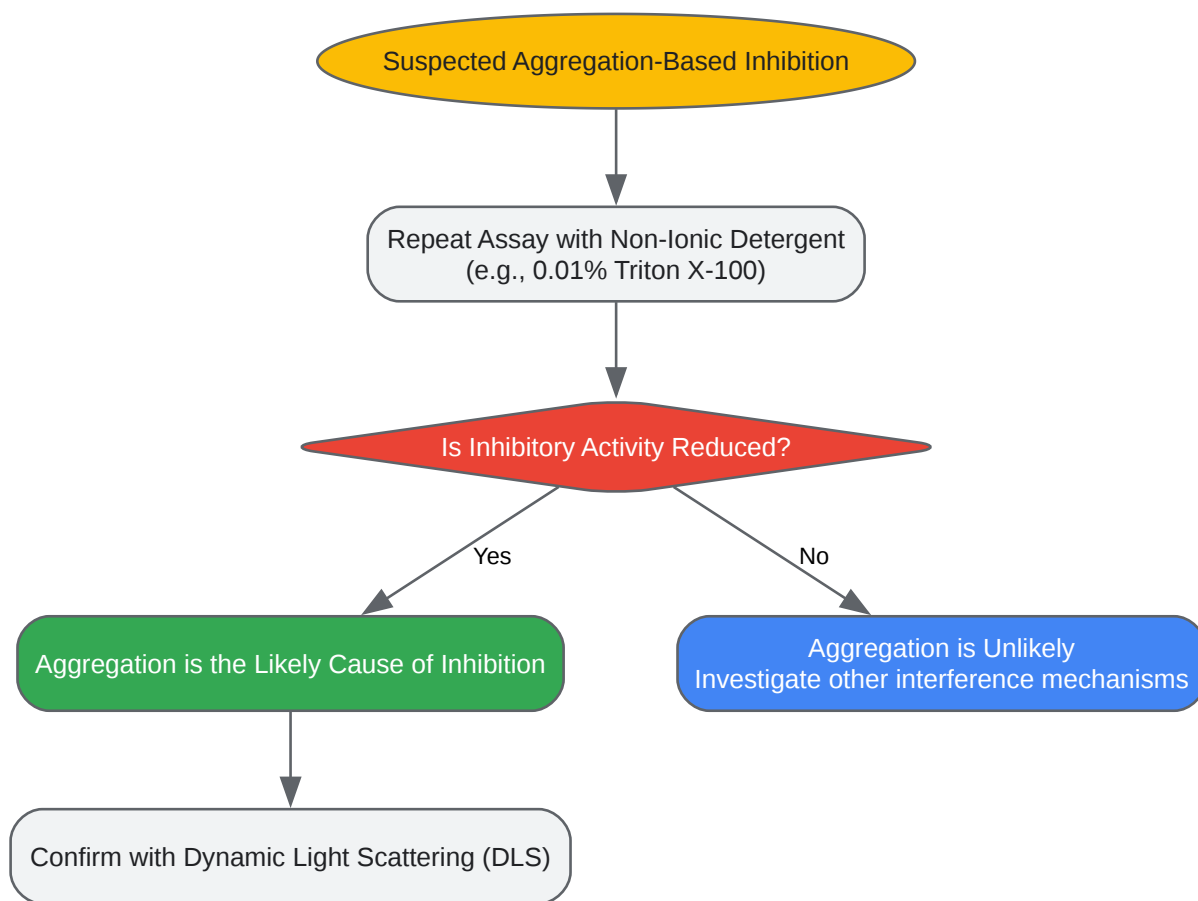 Suspected Aggregation-Based Inhibition
Repeat Assay with Non-Ionic Detergent
(e.g., 0.01% Triton X-100)
Is Inhibitory Activity Reduced?
Yes
No
Aggregation is the Likely Cause of Inhibition
Aggregation is Unlikely
Investigate other interference mechanisms
Confirm with Dynamic Light Scattering (DLS)